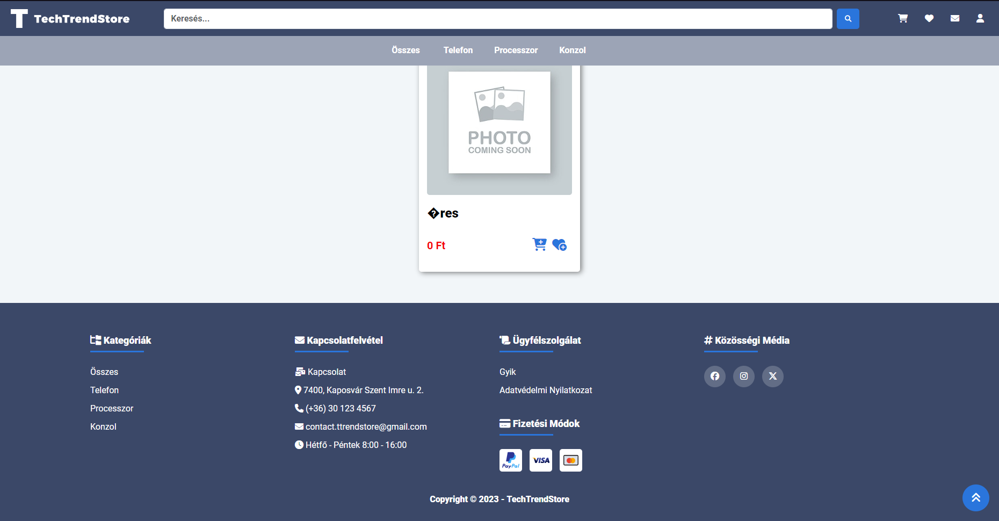 T TechTrendStore
Keresés...
Összes
Telefon
Processzor
Konzol
PHOTO
COMING SOON
�res
0 Ft
Kategóriák
Összes
Telefon
Processzor
Konzol
Kapcsolatfelvétel
Kapcsolat
7400, Kaposvár Szent Imre u. 2.
(+36) 30 123 4567
contact.ttrendstore@gmail.com
Hétfő - Péntek 8:00 - 16:00
Ügyfélszolgálat
Gyik
Adatvédelmi Nyilatkozat
Fizetési Módok
PayPal
VISA
# Közösségi Média
Copyright © 2023 - TechTrendStore